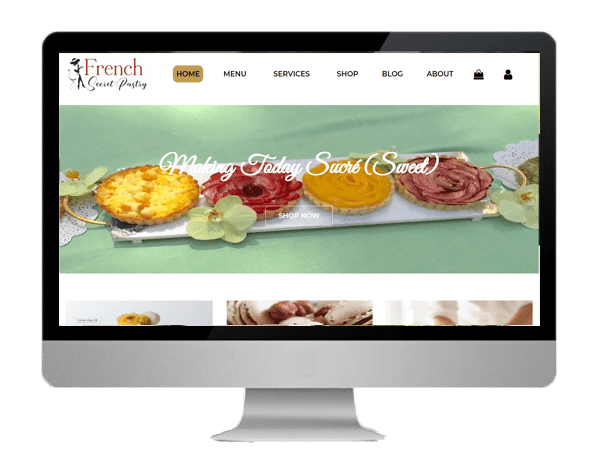 French
Secret Pastry
HOME MENU SERVICES SHOP BLOG ABOUT
Making Today Sucré (Sweet)
SHOP NOW